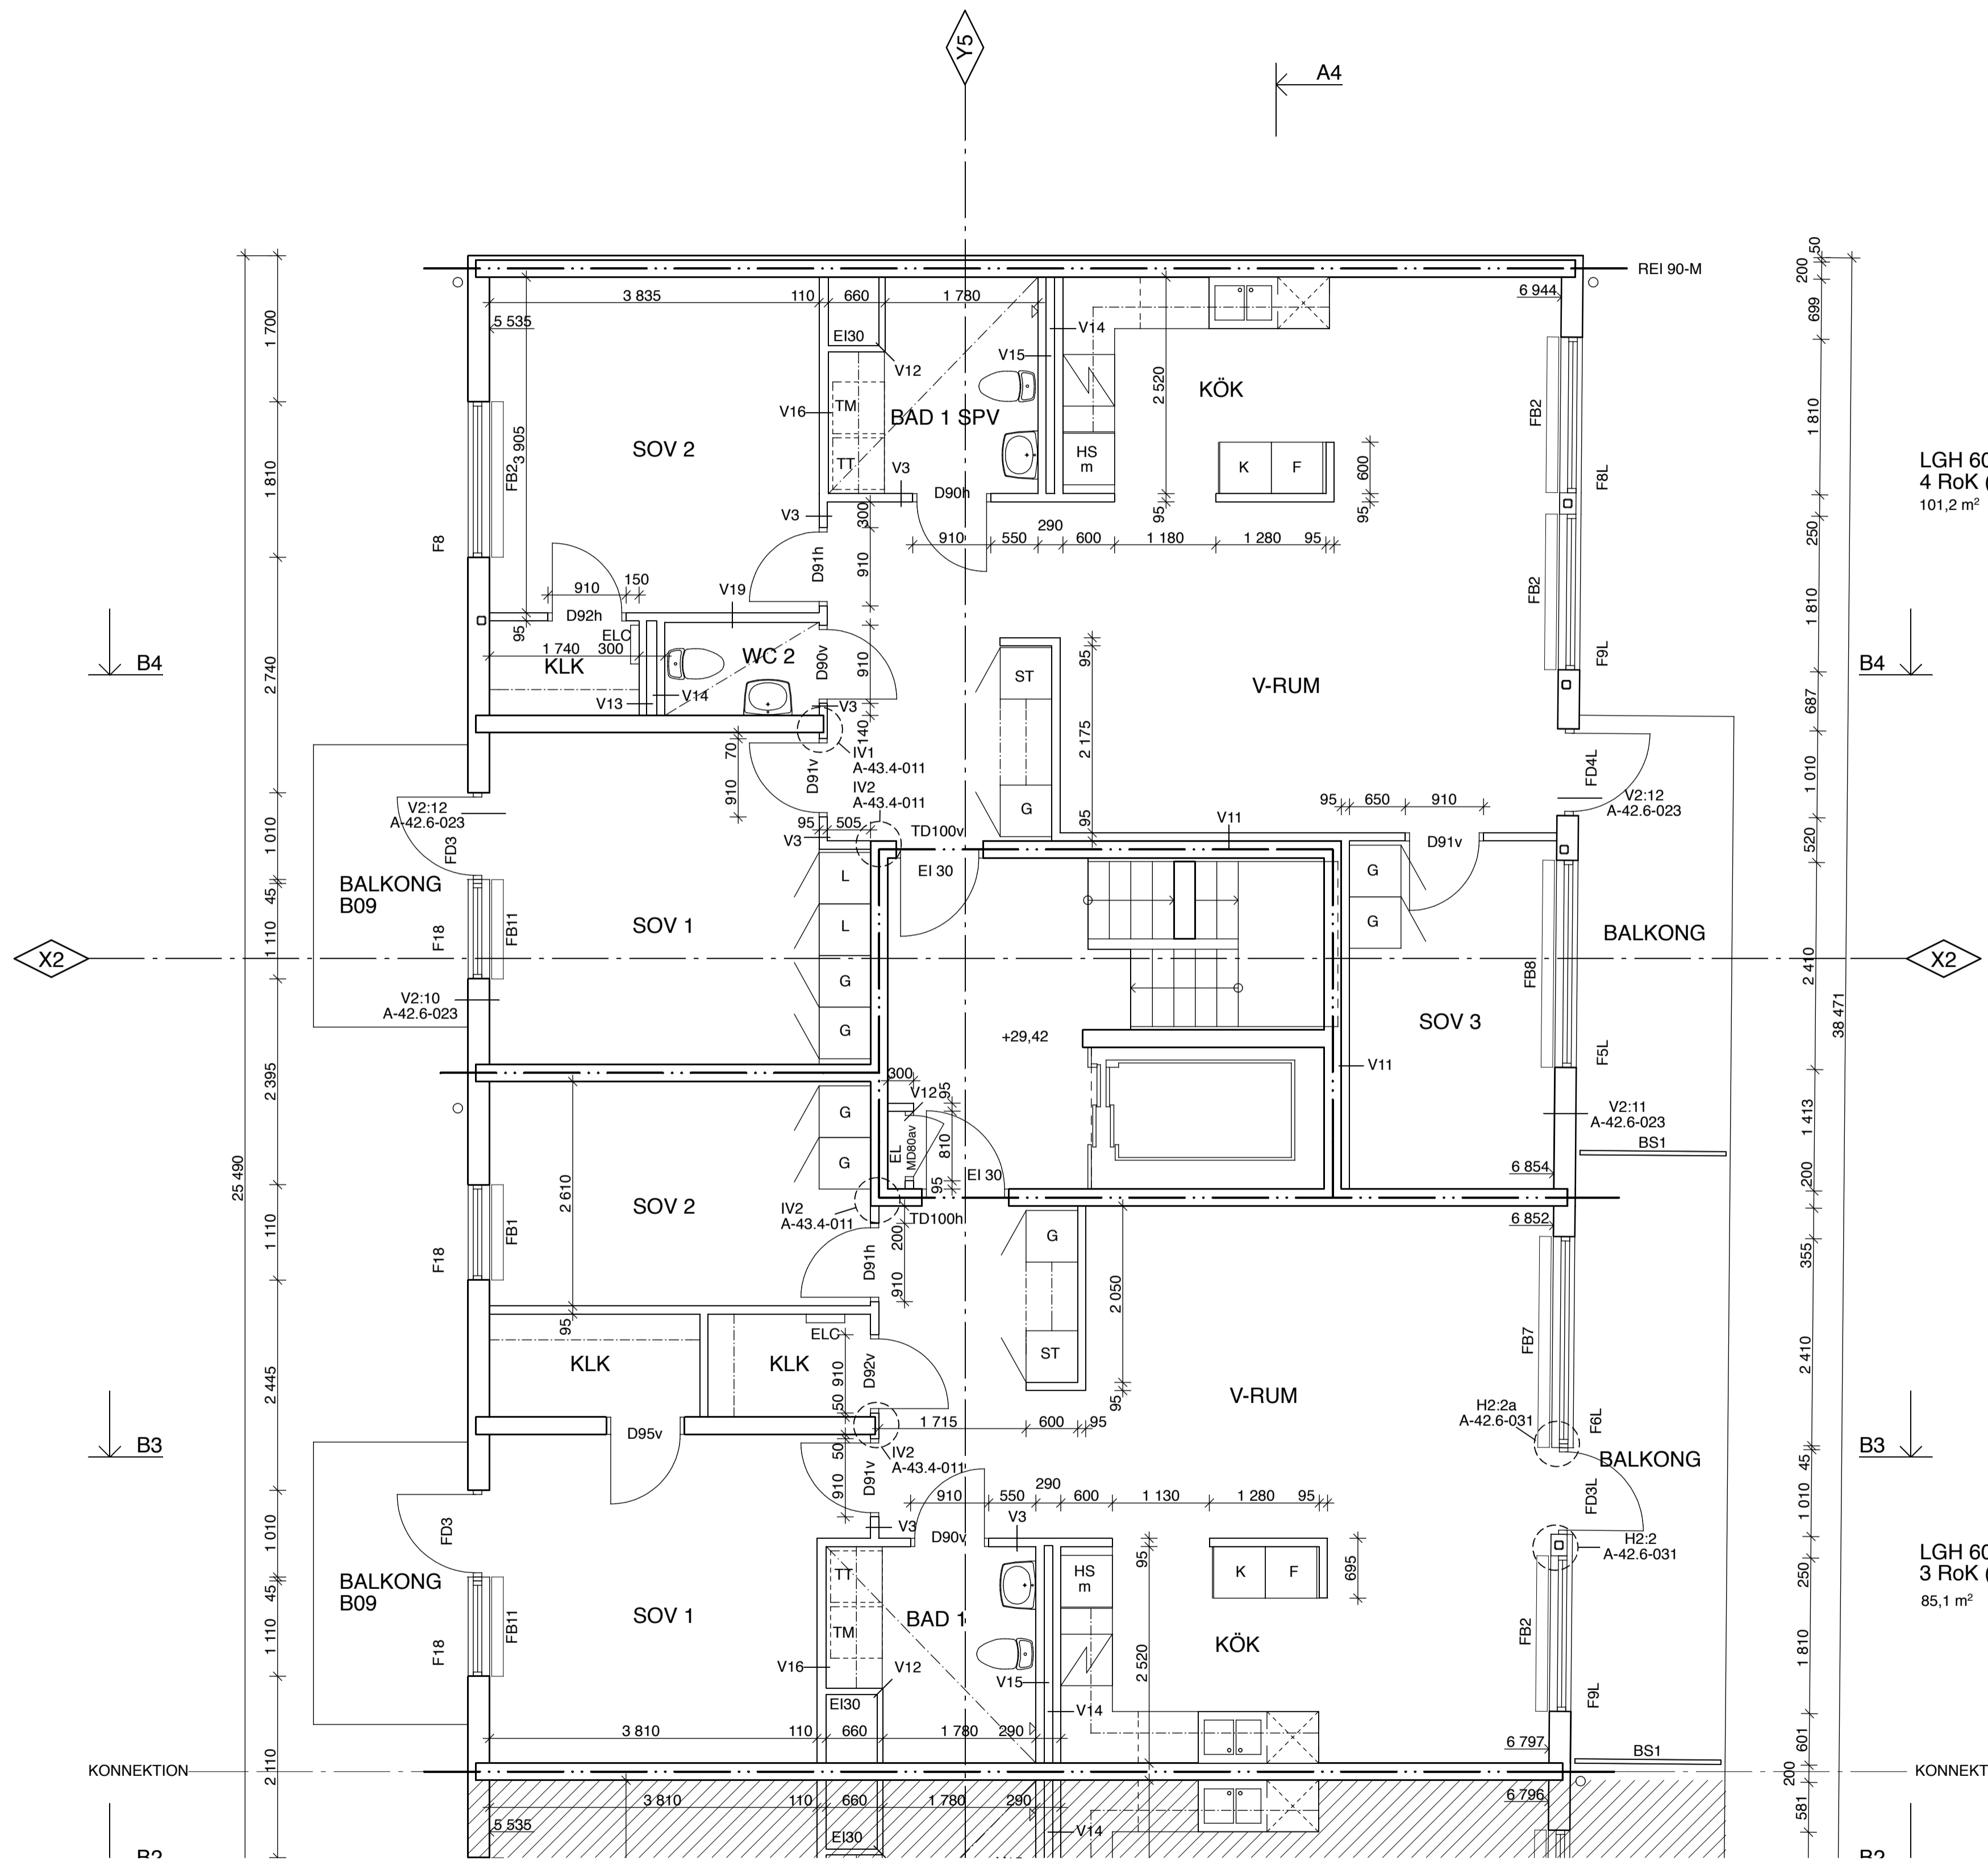 Y5
A4
REI 90-M
50
200
3 835
110
660
1 780
6 944
5 535
699
1 700
EI30
V12
V14
V15
2 520
KÖK
FB2
1 810
V16
TM
TT
BAD 1 SPV
HS
m
K
F
600
F8L
LGH 60
4 RoK (
101,2 m²
SOV 2
3 905
FB2
F8
1 810
V3
D90h
V3
300
95
95
290
910
550
600
1 180
1 280
95
250
D91h
910
FB2
1 810
910
150
V19
D92h
ELC
95
1 740
300
KLK
WC 2
D90v
910
ST
95
V-RUM
F9L
B4
B4
2 740
V13
V14
V3
140
687
IV1
A-43.4-011
IV2
A-43.4-011
70
910
D91v
2 175
G
95
FD4L
1 010
V2:12
A-42.6-023
V2:12
A-42.6-023
1 010
FD3
95
505
V3
TD100v
V11
95
650
910
D91v
520
EI 30
BALKONG
B09
45
1 110
F18
FB11
SOV 1
L
L
G
G
G
G
BALKONG
X2
X2
FB8
2 410
V2:10
A-42.6-023
+29,42
SOV 3
38 471
F5L
V11
2 395
300
V12
95
G
G
EL
MD80av
810
95
EI 30
V2:11
A-42.6-023
1 413
BS1
25 490
2 610
SOV 2
6 854
200
IV2
A-43.4-011
TD100h
6 852
1 110
F18
FB1
D91h
200
910
G
2 050
355
95
ELC
KLK
KLK
D92v
910
50
ST
95
FB7
2 410
2 445
V-RUM
H2:2a
A-42.6-031
F6L
B3
B3
D95v
1 715
600
95
BALKONG
IV2
A-43.4-011
50
910
D91v
45
1 010
FD3L
290
910
550
600
1 130
1 280
95
1 010
FD3
V3
D90v
V3
H2:2
A-42.6-031
LGH 60
3 RoK (
85,1 m²
BALKONG
B09
45
1 110
F18
FB11
SOV 1
TT
TM
BAD 1
HS
m
95
K
F
695
250
FB2
1 810
KÖK
2 520
V16
V12
V15
EI30
V14
F9L
3 810
110
660
1 780
290
6 797
601
BS1
2 110
KONNEKTION
KONNEKT
200
3 810
110
660
1 780
290
6 796
581
5 535
EI30
V14
B2
B2